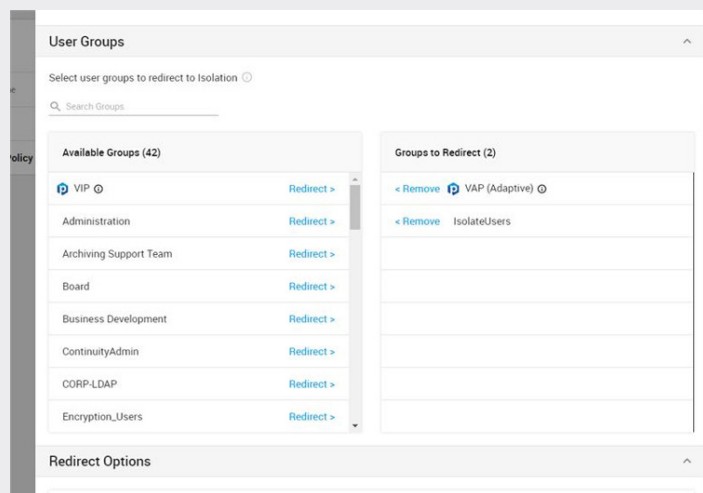 User Groups
Select user groups to redirect to Isolation
Search Groups
Available Groups (42)
VIP
Redirect >
Administration
Redirect >
Archiving Support Team
Redirect >
Board
Redirect >
Business Development
Redirect >
ContinuityAdmin
Redirect >
CORP-LDAP
Redirect >
Encryption_Users
Redirect >
Groups to Redirect (2)
< Remove VAP (Adaptive)
< Remove IsolateUsers
olicy
Redirect Options